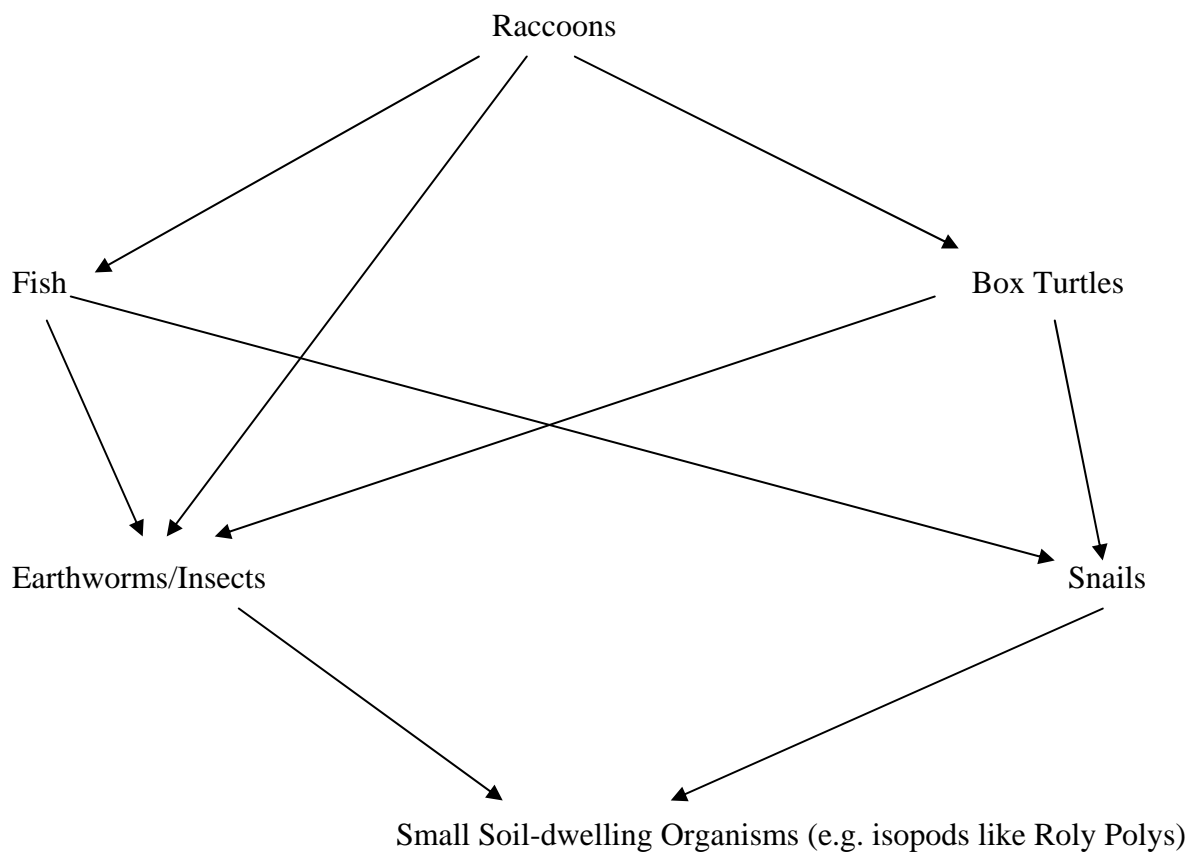 Raccoons
Fish
Box Turtles
Earthworms/Insects
Snails
Small Soil-dwelling Organisms (e.g. isopods like Roly Polys)